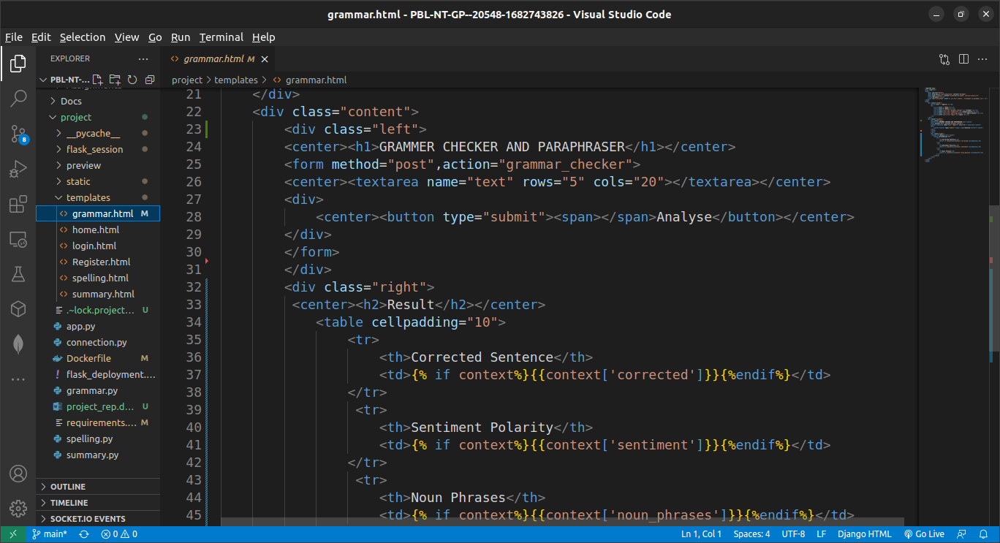 grammar.html - PBL-NT-GP--20548-1682743826 - Visual Studio Code
File Edit Selection View Go Run Terminal Help
EXPLORER
PBL-NT-...
Docs
project
__pycache__
flask_session
preview
static
templates
grammar.html M
home.html
login.html
Register.html
spelling.html
summary.html
.~lock.project... U
app.py
connection.py
Dockerfile M
flask_deployment....
grammar.py
project_rep.d... U
requirements.... M
spelling.py
summary.py
OUTLINE
TIMELINE
SOCKET.IO EVENTS
8
grammar.html M
project > templates > grammar.html
21 </div>
22 <div class="content">
23 <div class="left">
24 <center><h1>GRAMMER CHECKER AND PARAPHRASER</h1></center>
25 <form method="post",action="grammar_checker">
26 <center><textarea name="text" rows="5" cols="20"></textarea></center>
27 <div>
28 <center><button type="submit"><span></span>Analyse</button></center>
29 </div>
30 </form>
31 </div>
32 <div class="right">
33 <center><h2>Result</h2></center>
34 <table cellpadding="10">
35 <tr>
36 <th>Corrected Sentence</th>
37 <td>{% if context%}{{context['corrected']}}{%endif%}</td>
38 </tr>
39 <tr>
40 <th>Sentiment Polarity</th>
41 <td>{% if context%}{{context['sentiment']}}{%endif%}</td>
42 </tr>
43 <tr>
44 <th>Noun Phrases</th>
45 <td>{% if context%}{{context['noun_phrases']}}{%endif%}</td>
main* 0 0 Ln 1, Col 1 Spaces: 4 UTF-8 LF Django HTML Go Live